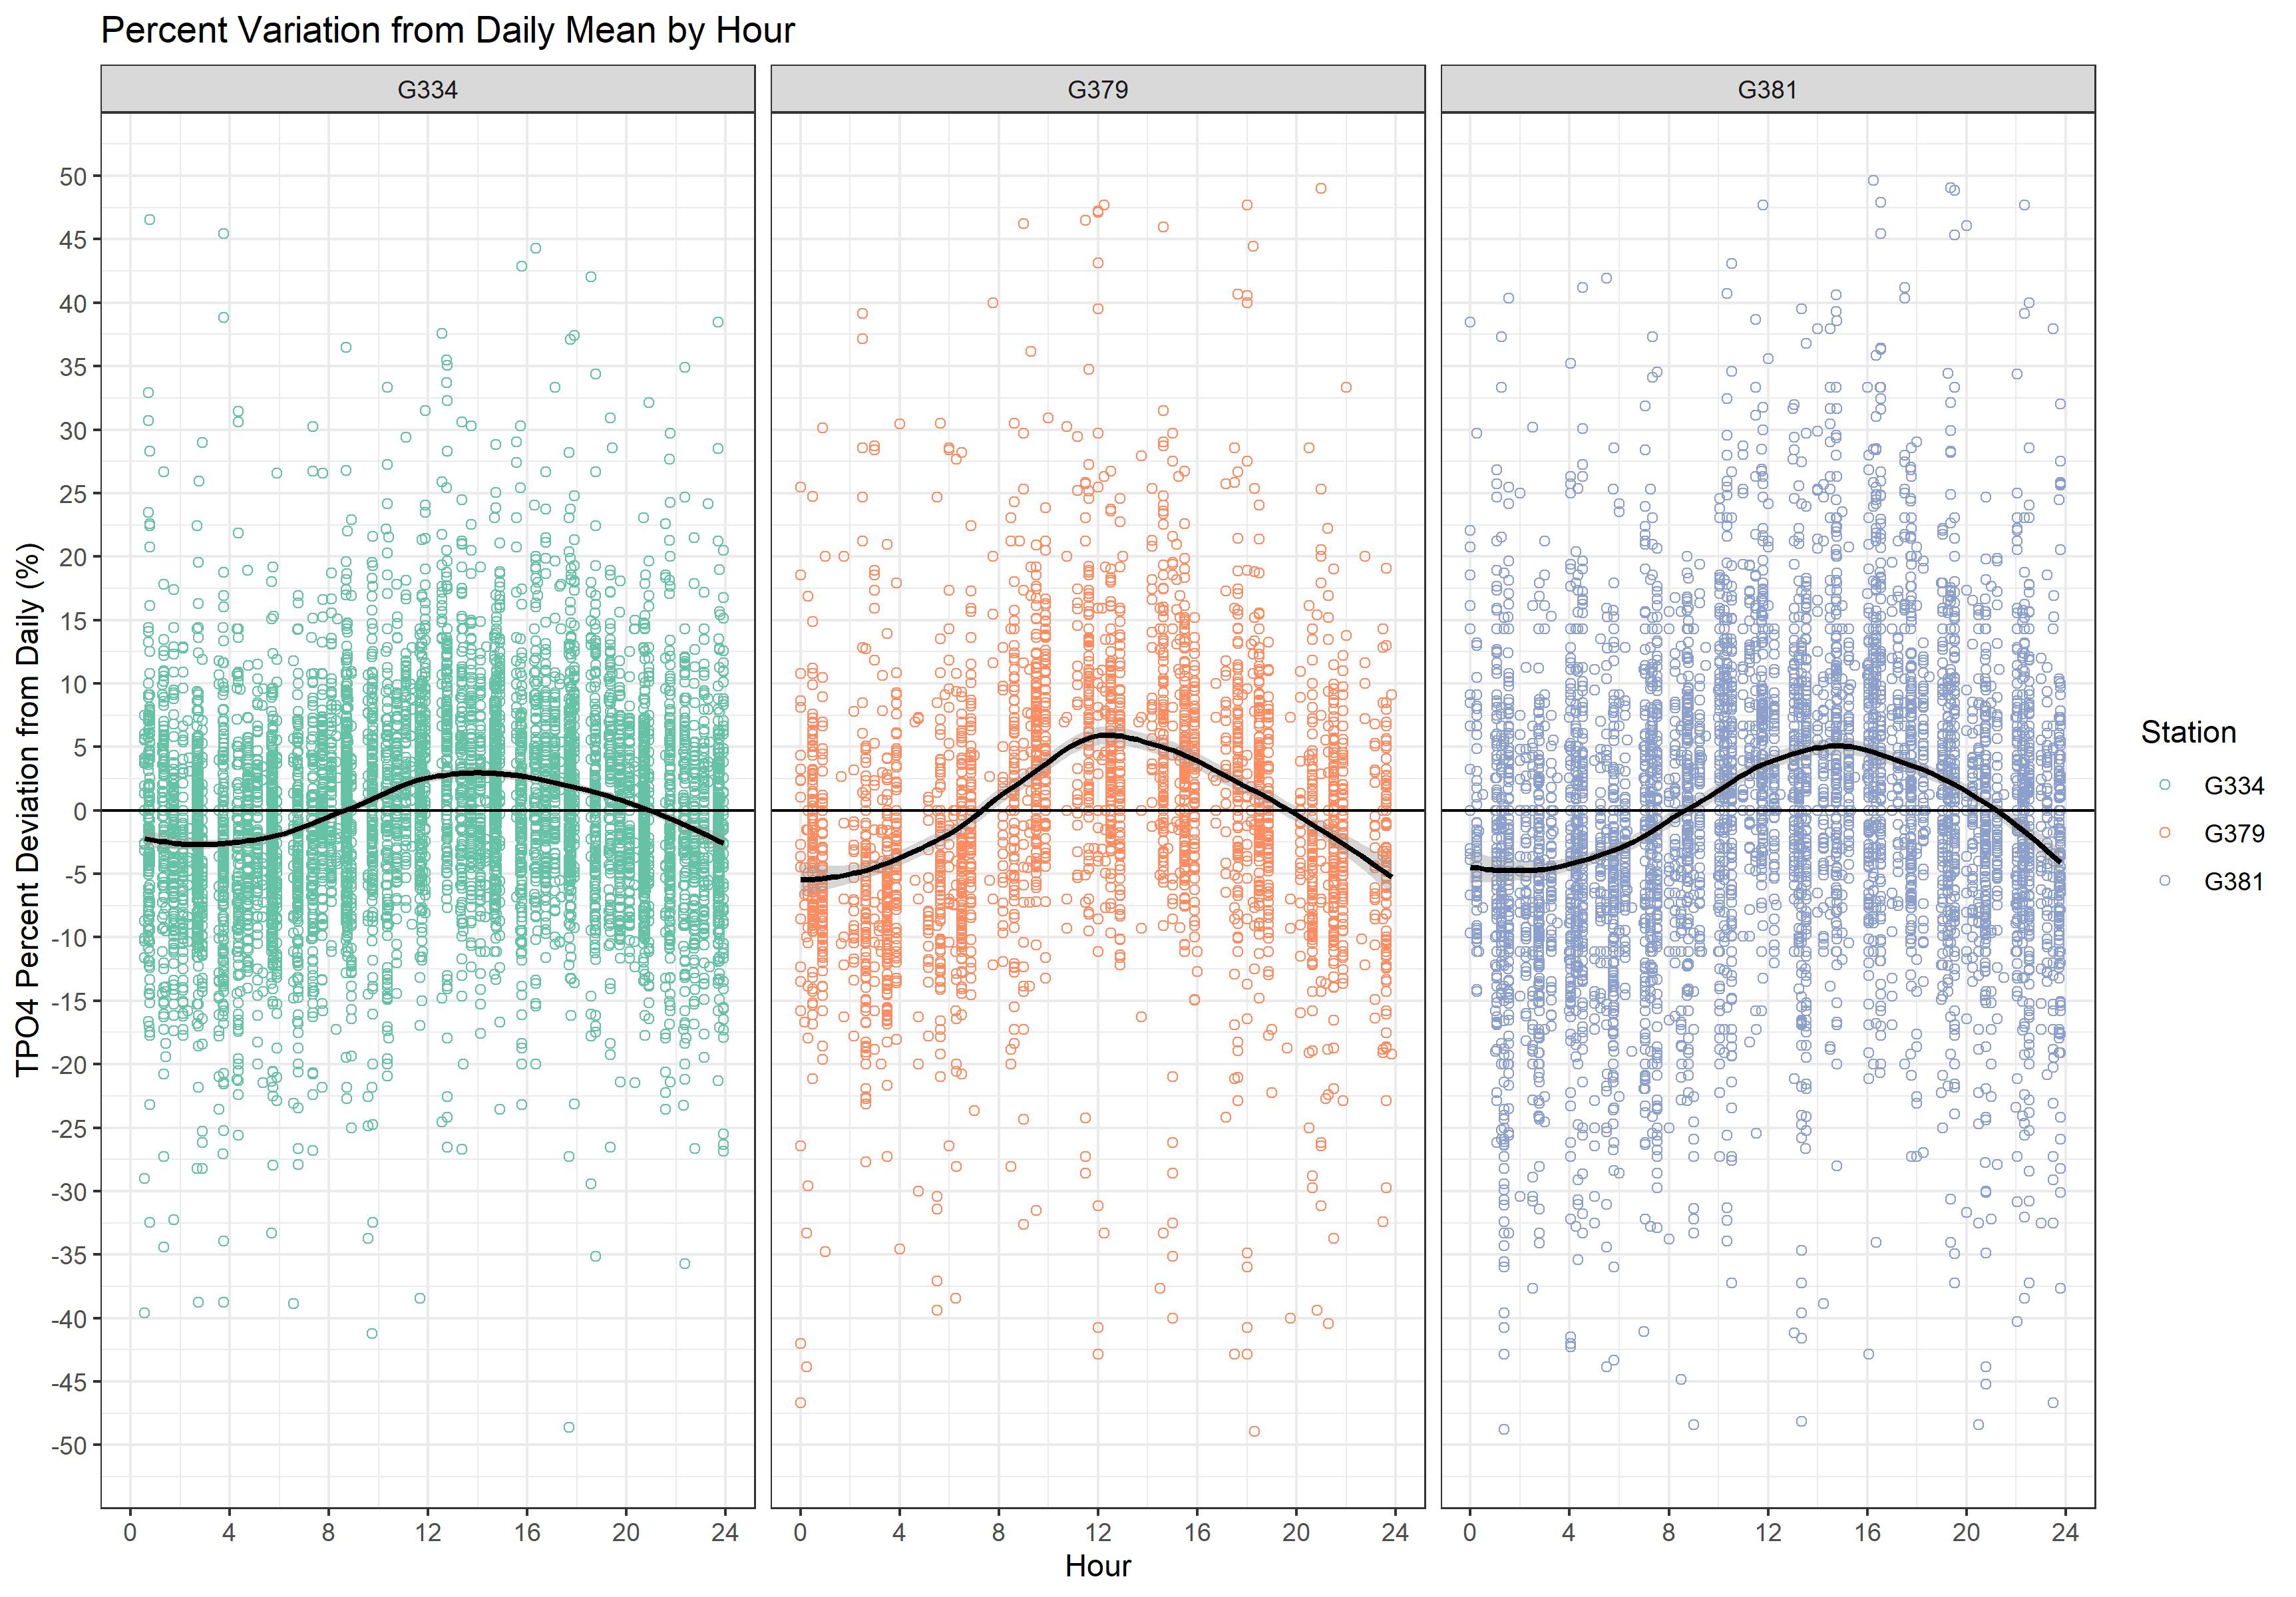 Percent Variation from Daily Mean by Hour
G334 G379 G381
TPO4 Percent Deviation from Daily (%)
50
45
40
35
30
25
20
15
10
5
0
-5
-10
-15
-20
-25
-30
-35
-40
-45
-50
0 4 8 12 16 20 24 0 4 8 12 16 20 24 0 4 8 12 16 20 24
Hour
Station
G334
G379
G381